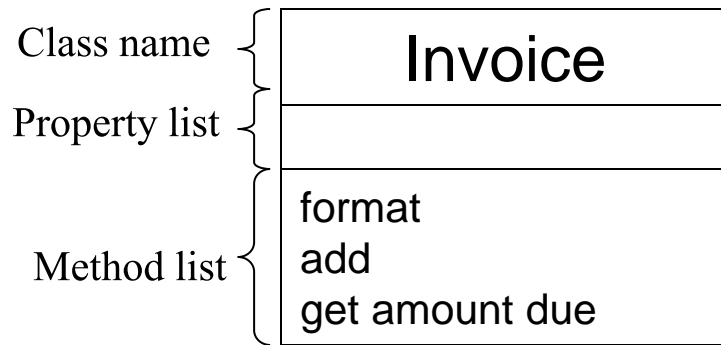 Class name
Invoice
Property list
Method list
format
add
get amount due